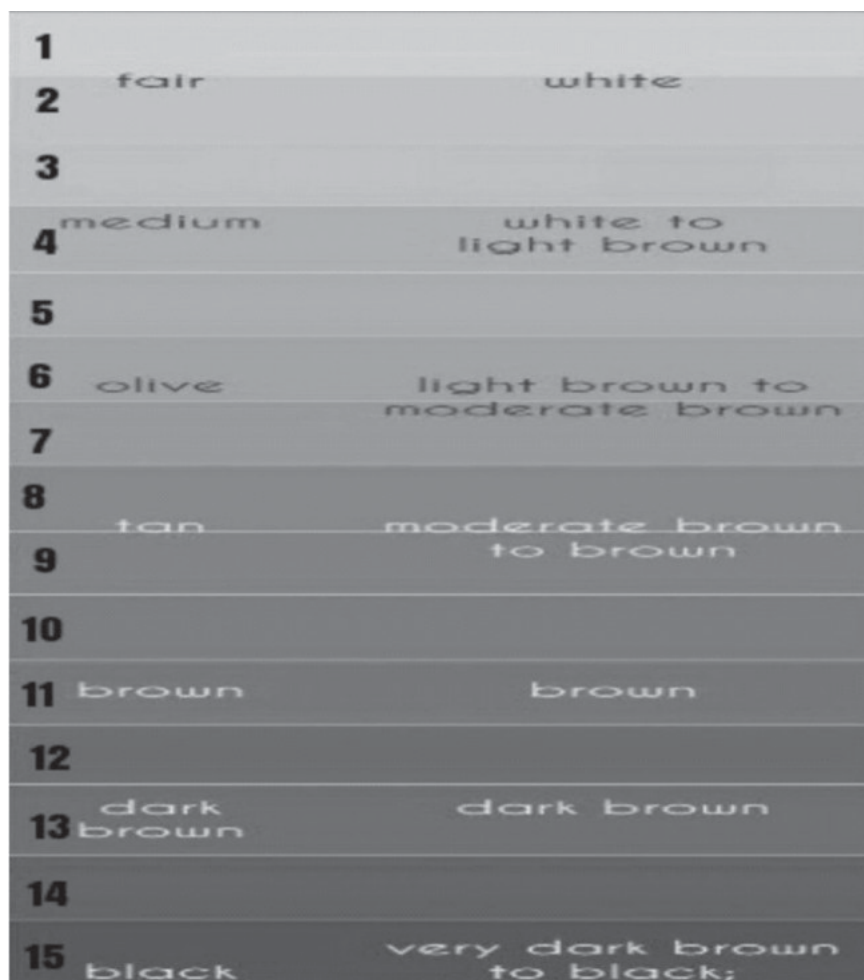 1
fair white
2
3
medium white to
4 light brown
5
6 olive light brown to
moderate brown
7
8
tan moderate brown
9 to brown
10
11 brown brown
12
dark dark brown
13 brown
14
15 very dark brown
black to black;